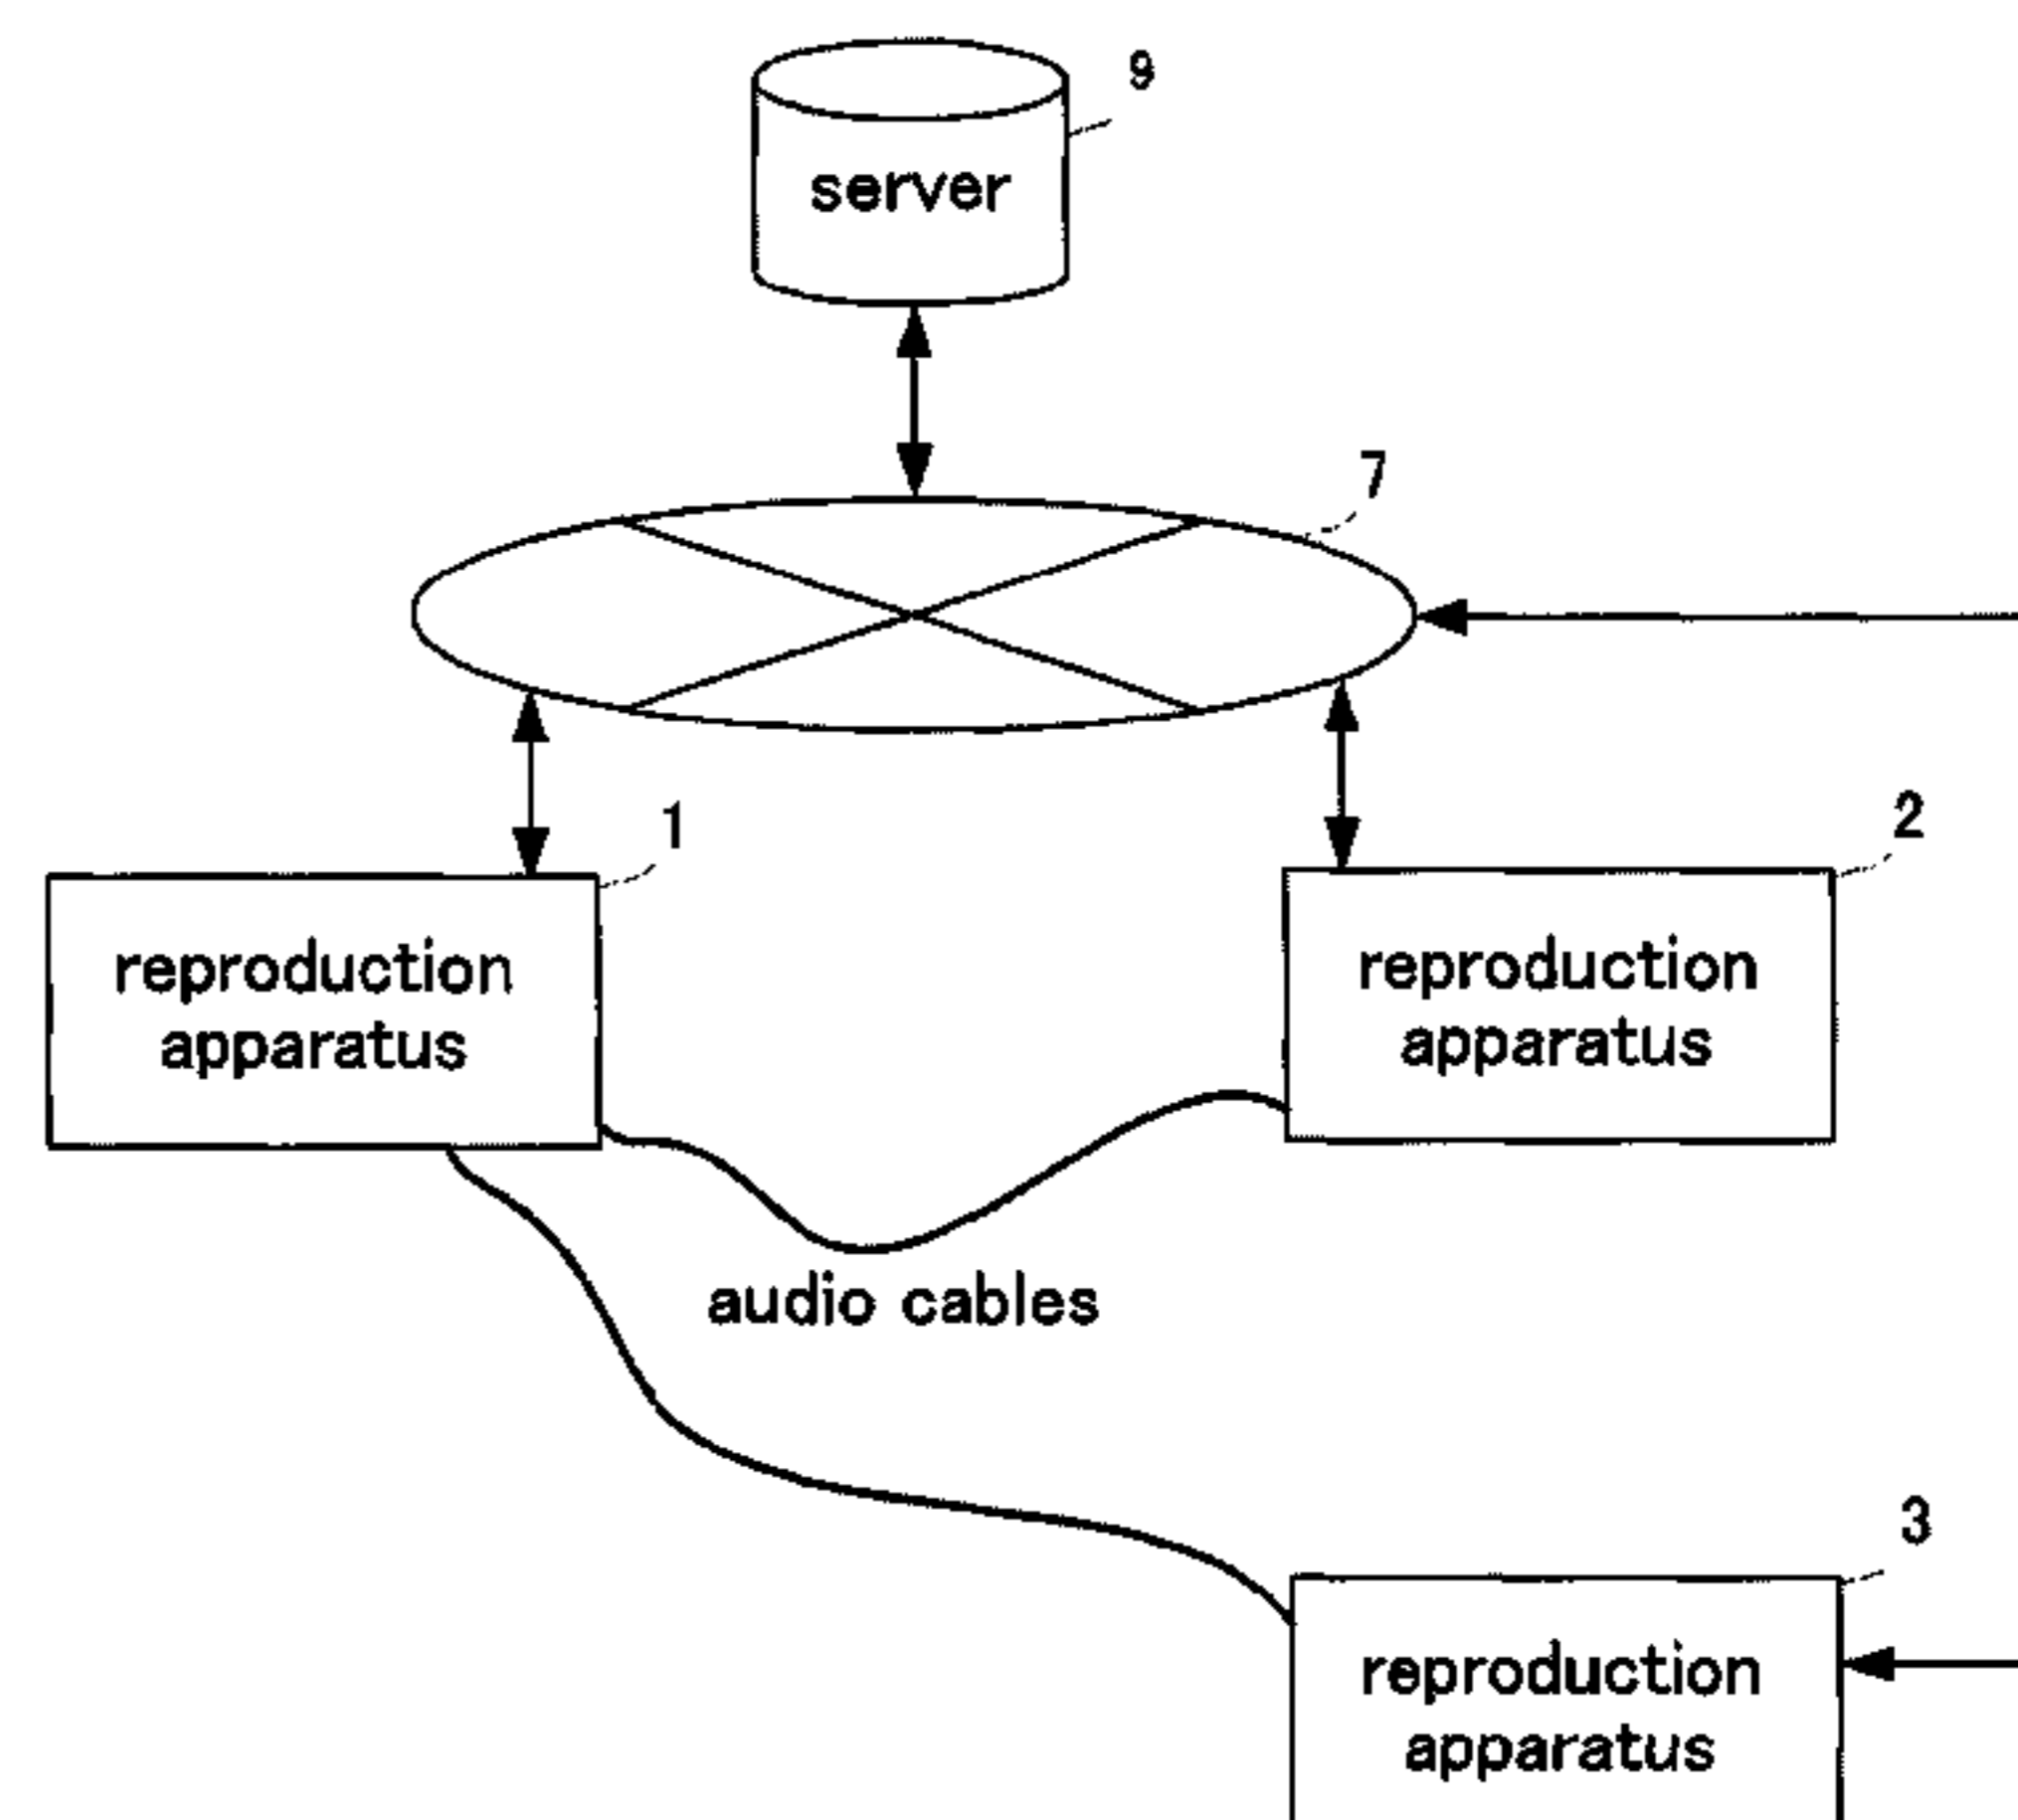 9
server
7
1
2
reproduction
apparatus
reproduction
apparatus
audio cables
3
reproduction
apparatus